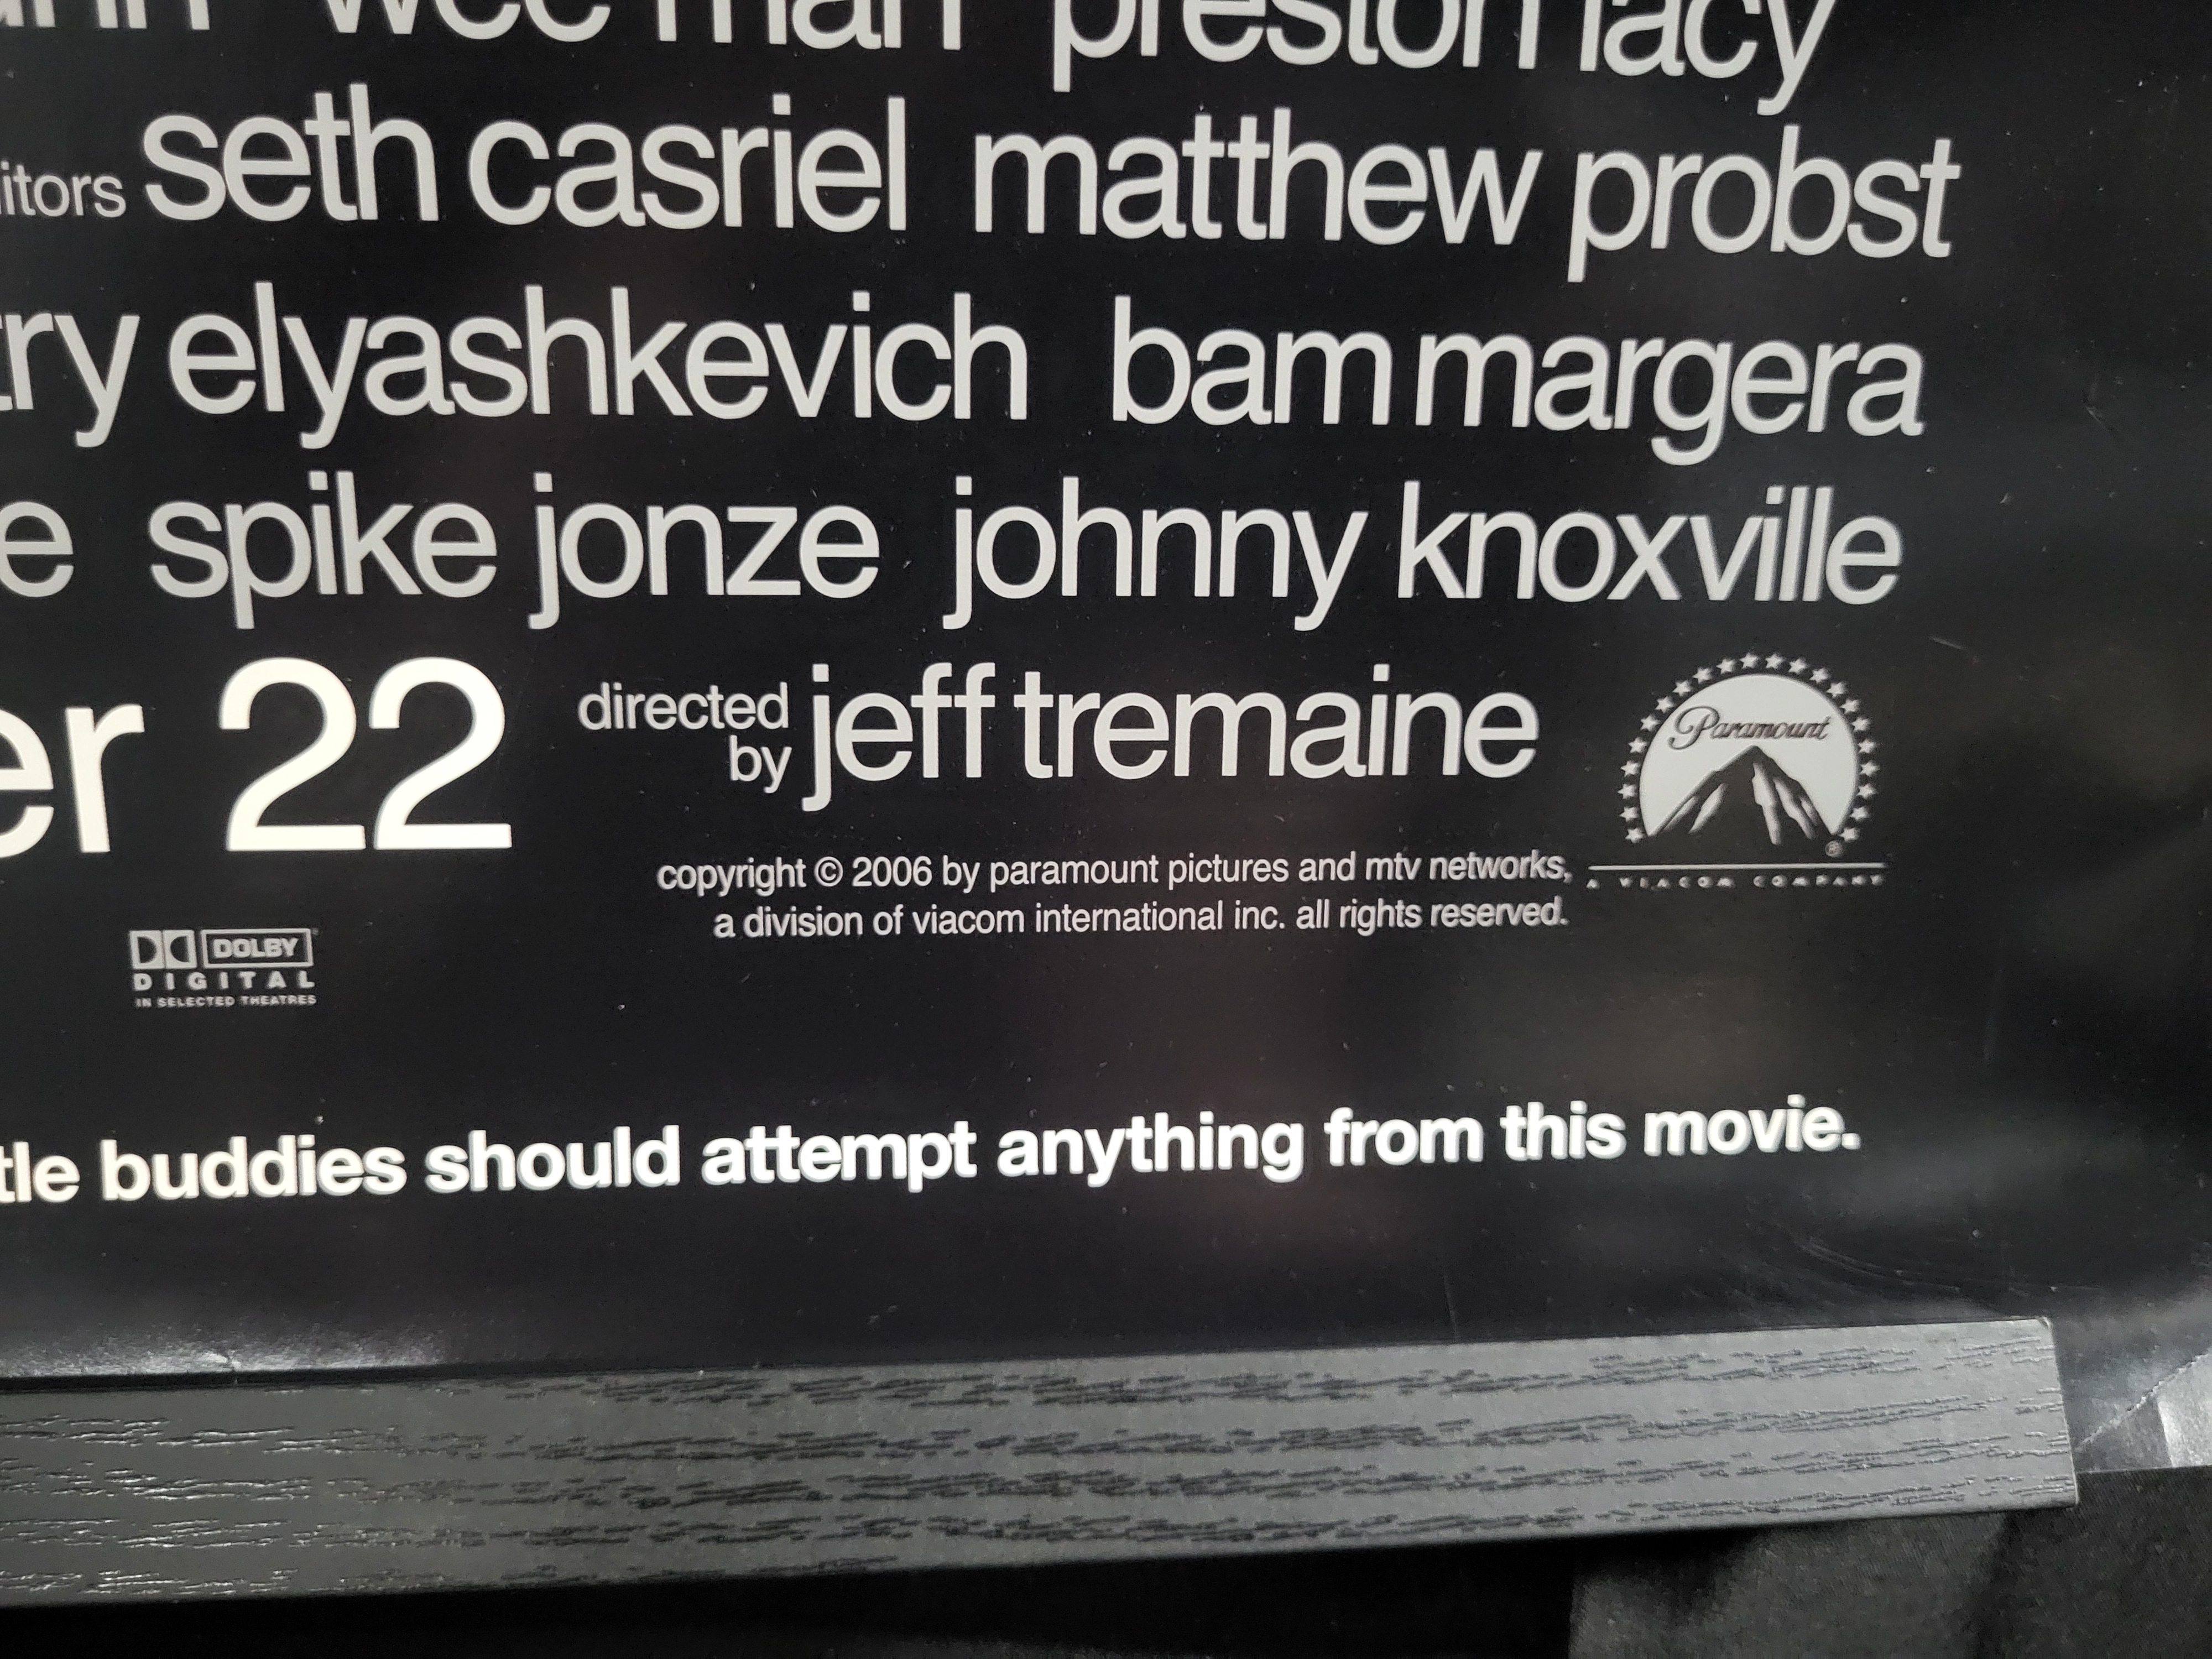 wee man preston lacy
itors seth casriel matthew probst
try elyashkevich bam margera
e spike jonze johnny knoxville
er 22 directed by jeff tremaine
Paramount
®
A VIACOM COMPANY
copyright © 2006 by paramount pictures and mtv networks,
a division of viacom international inc. all rights reserved.
DOLBY
DIGITAL
IN SELECTED THEATRES
tle buddies should attempt anything from this movie.